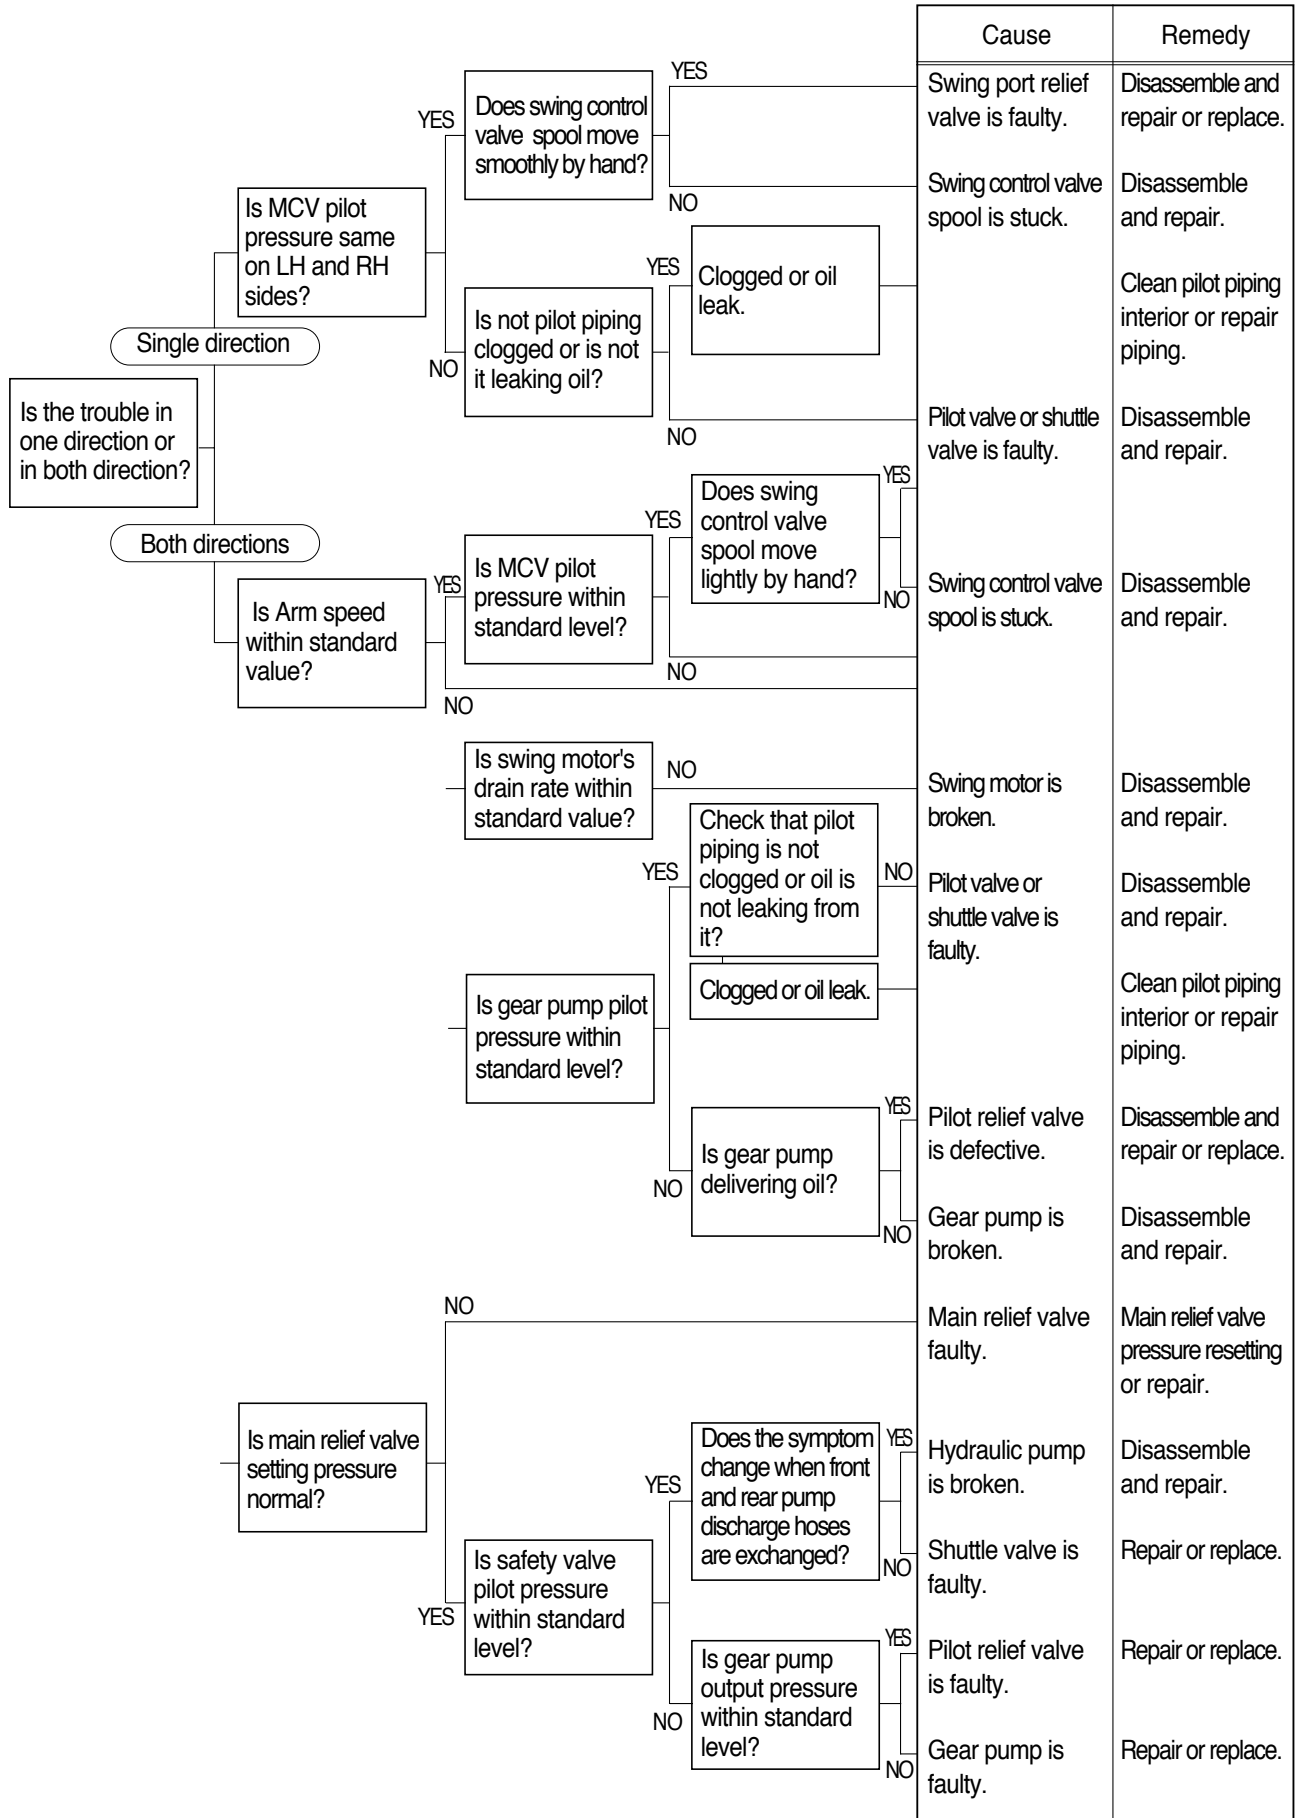 Cause
Remedy
Is the trouble in
one direction or
in both direction?
Single direction
Is MCV pilot
pressure same
on LH and RH
sides?
YES
Does swing control
valve spool move
smoothly by hand?
YES
Swing port relief
valve is faulty.
Disassemble and
repair or replace.
NO
Swing control valve
spool is stuck.
Disassemble
and repair.
NO
Is not pilot piping
clogged or is not
it leaking oil?
YES
Clogged or oil
leak.
Clean pilot piping
interior or repair
piping.
NO
Pilot valve or shuttle
valve is faulty.
Disassemble
and repair.
Both directions
Is Arm speed
within standard
value?
YES
Is MCV pilot
pressure within
standard level?
YES
Does swing
control valve
spool move
lightly by hand?
YES
NO
Swing control valve
spool is stuck.
Disassemble
and repair.
NO
NO
Is swing motor's
drain rate within
standard value?
NO
Swing motor is
broken.
Disassemble
and repair.
Is gear pump pilot
pressure within
standard level?
YES
Check that pilot
piping is not
clogged or oil is
not leaking from
it?
NO
Pilot valve or
shuttle valve is
faulty.
Disassemble
and repair.
Clogged or oil leak.
Clean pilot piping
interior or repair
piping.
NO
Is gear pump
delivering oil?
YES
Pilot relief valve
is defective.
Disassemble and
repair or replace.
NO
Gear pump is
broken.
Disassemble
and repair.
Is main relief valve
setting pressure
normal?
NO
Main relief valve
faulty.
Main relief valve
pressure resetting
or repair.
YES
Is safety valve
pilot pressure
within standard
level?
YES
Does the symptom
change when front
and rear pump
discharge hoses
are exchanged?
YES
Hydraulic pump
is broken.
Disassemble
and repair.
NO
Shuttle valve is
faulty.
Repair or replace.
NO
Is gear pump
output pressure
within standard
level?
YES
Pilot relief valve
is faulty.
Repair or replace.
NO
Gear pump is
faulty.
Repair or replace.